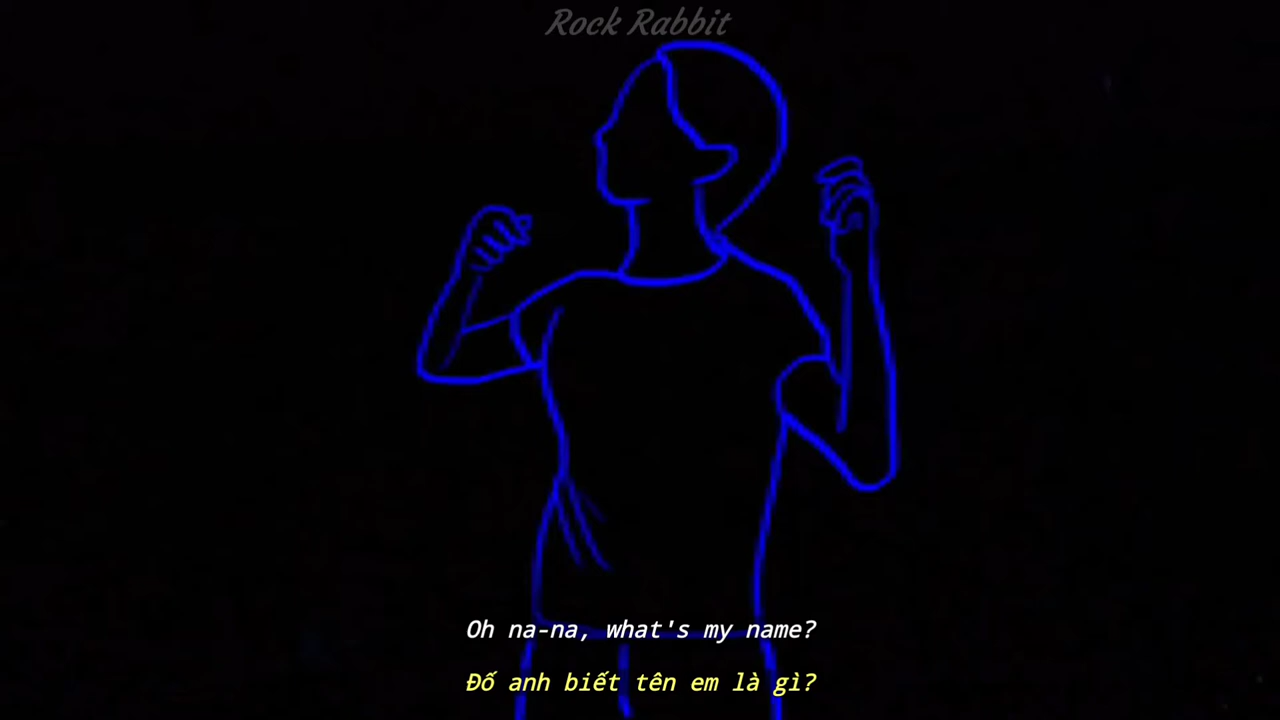 Rock Rabbit
Oh na-na, what's my name?
Đố anh biết tên em là gì?